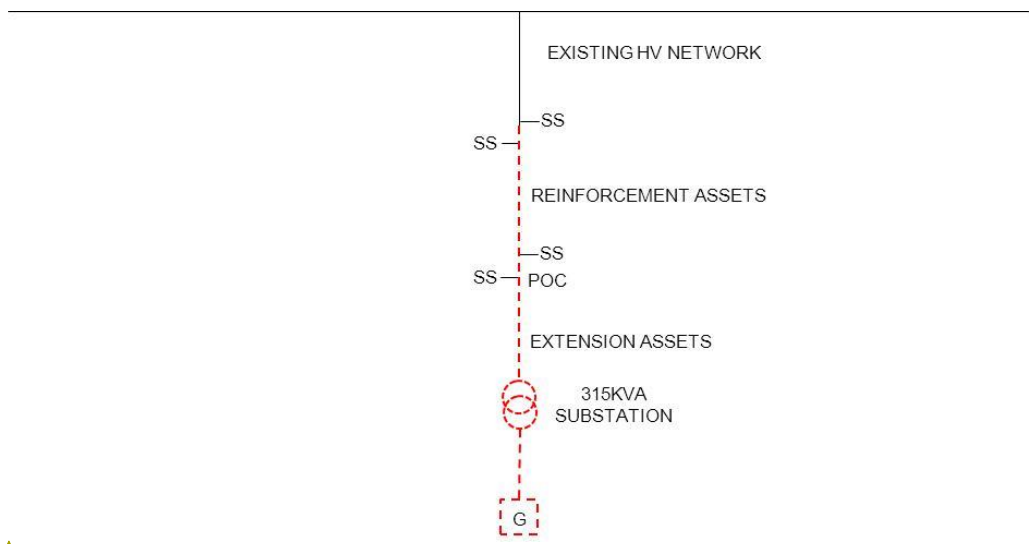 EXISTING HV NETWORK
SS
SS
REINFORCEMENT ASSETS
SS
SS
POC
EXTENSION ASSETS
315KVA
SUBSTATION
G